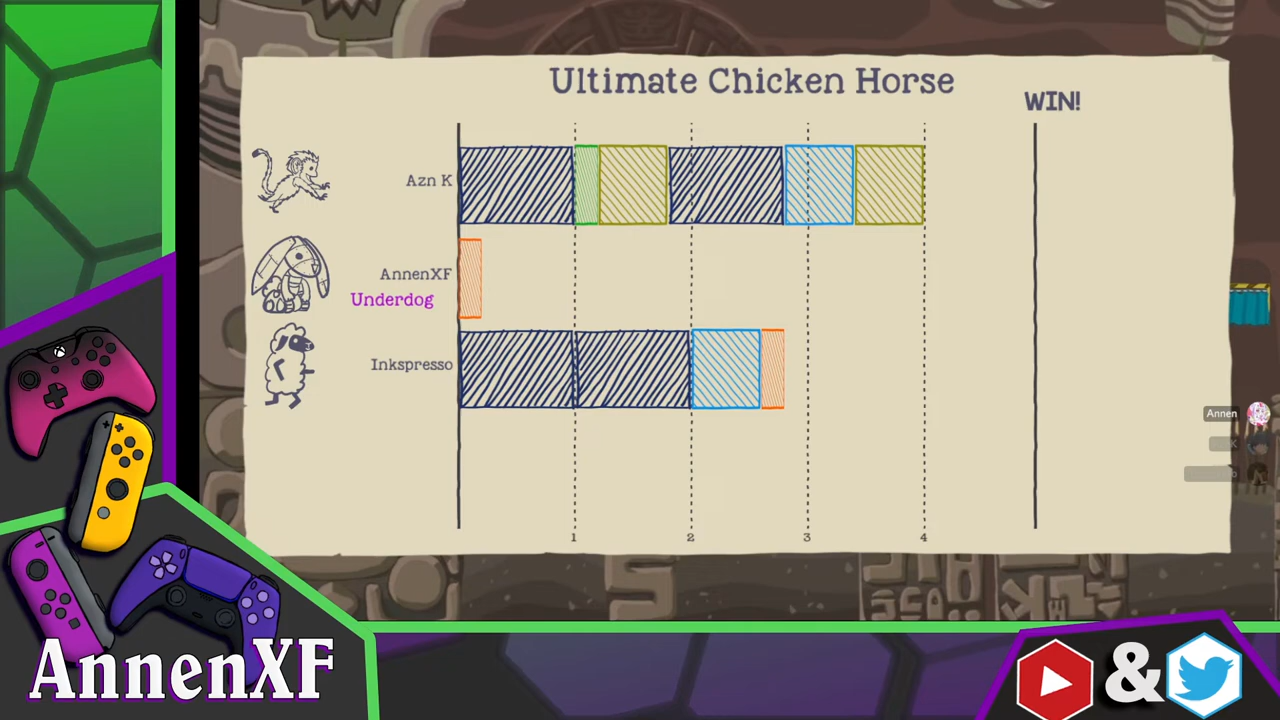 Ultimate Chicken Horse
WIN!
Azn K
AnnenXF
Underdog
Inkspresso
1 2 3 4
Annen
K
AnnenXF
&